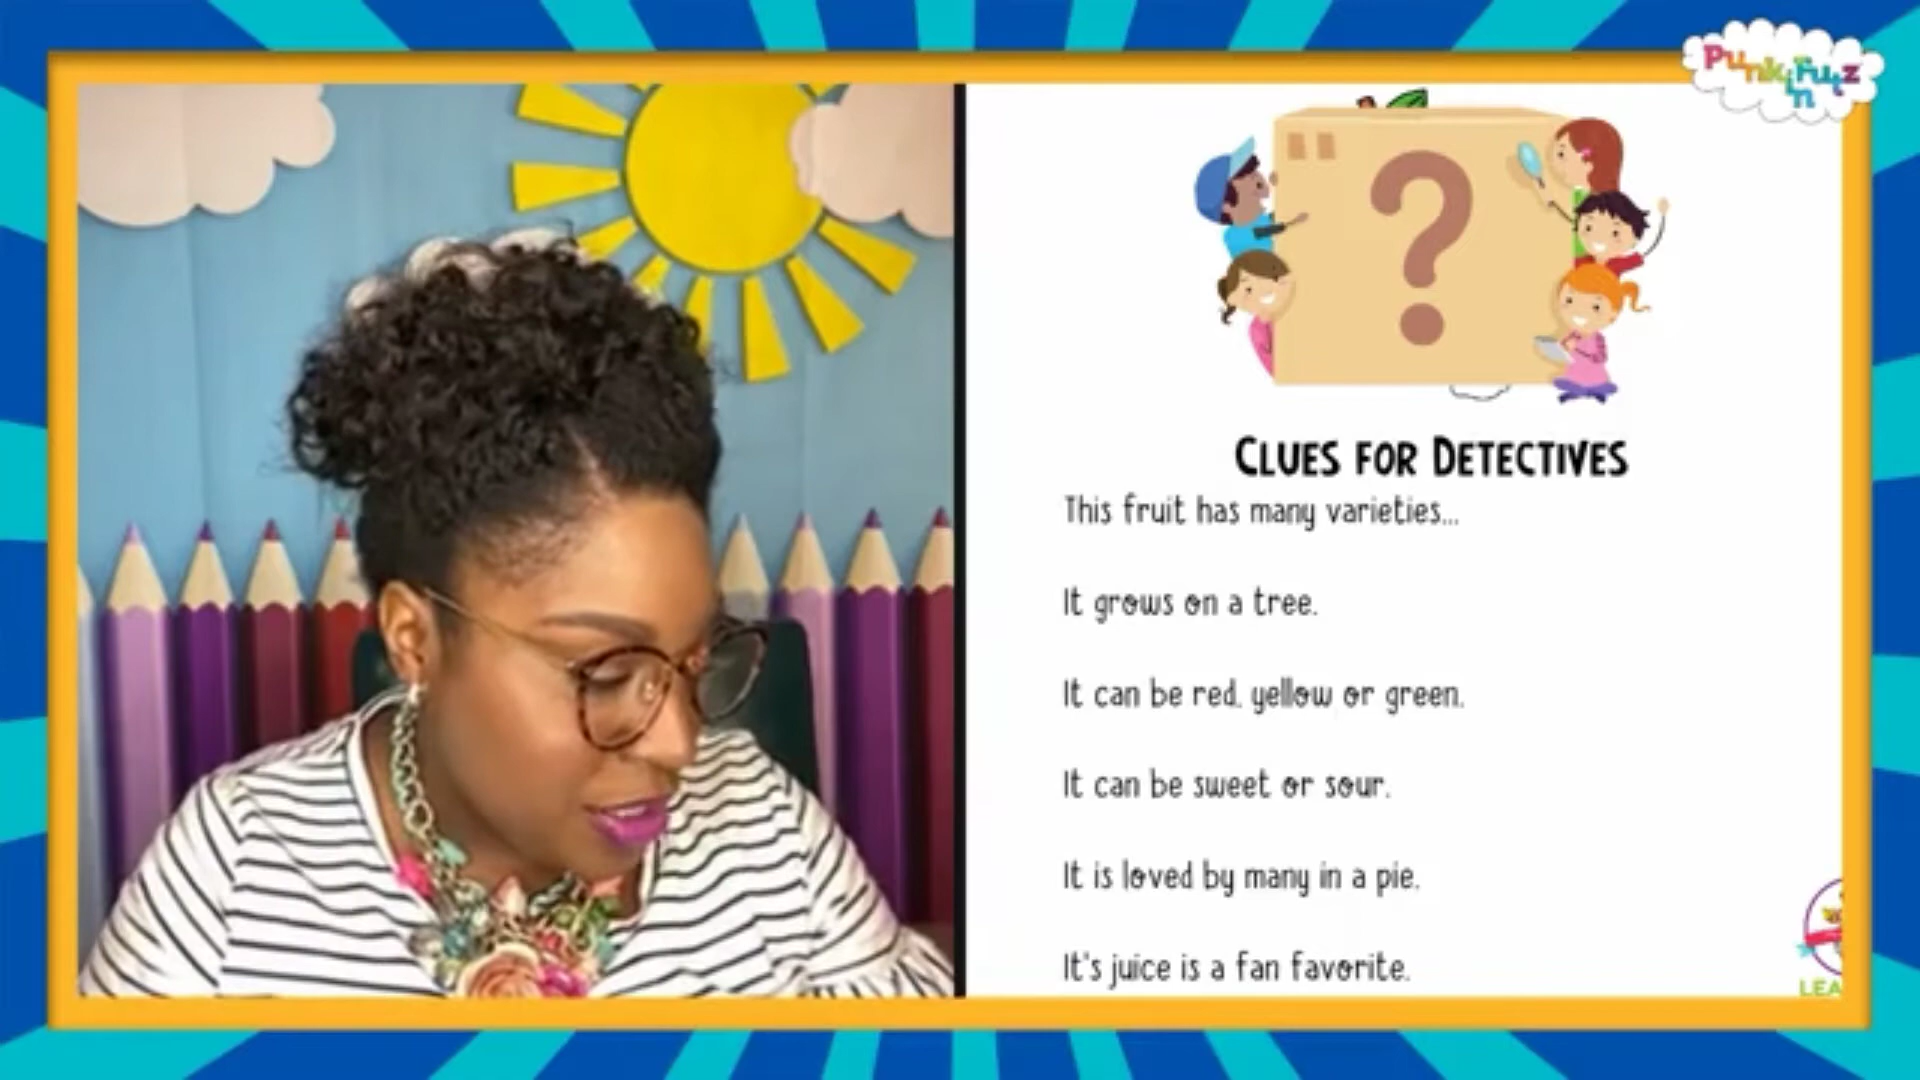 Punkin Futz
?
CLUES FOR DETECTIVES
This fruit has many varieties...
It grows on a tree.
It can be red, yellow or green.
It can be sweet or sour.
It is loved by many in a pie.
It's juice is a fan favorite.
LEA